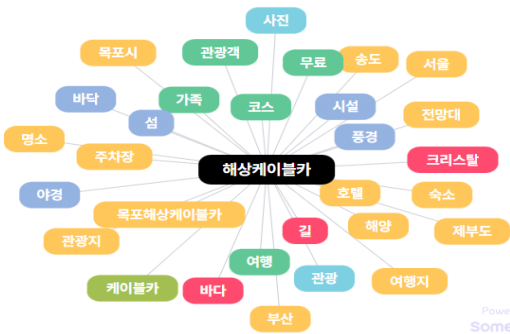 사진
목포시
관광객
무료
송도
서울
바닥
가족
코스
시설
전망대
섬
풍경
명소
주차장
해상케이블카
크리스탈
야경
호텔
숙소
목포해상케이블카
길
해양
제부도
관광지
여행
관광
여행지
케이블카
바다
부산
Powe
Some